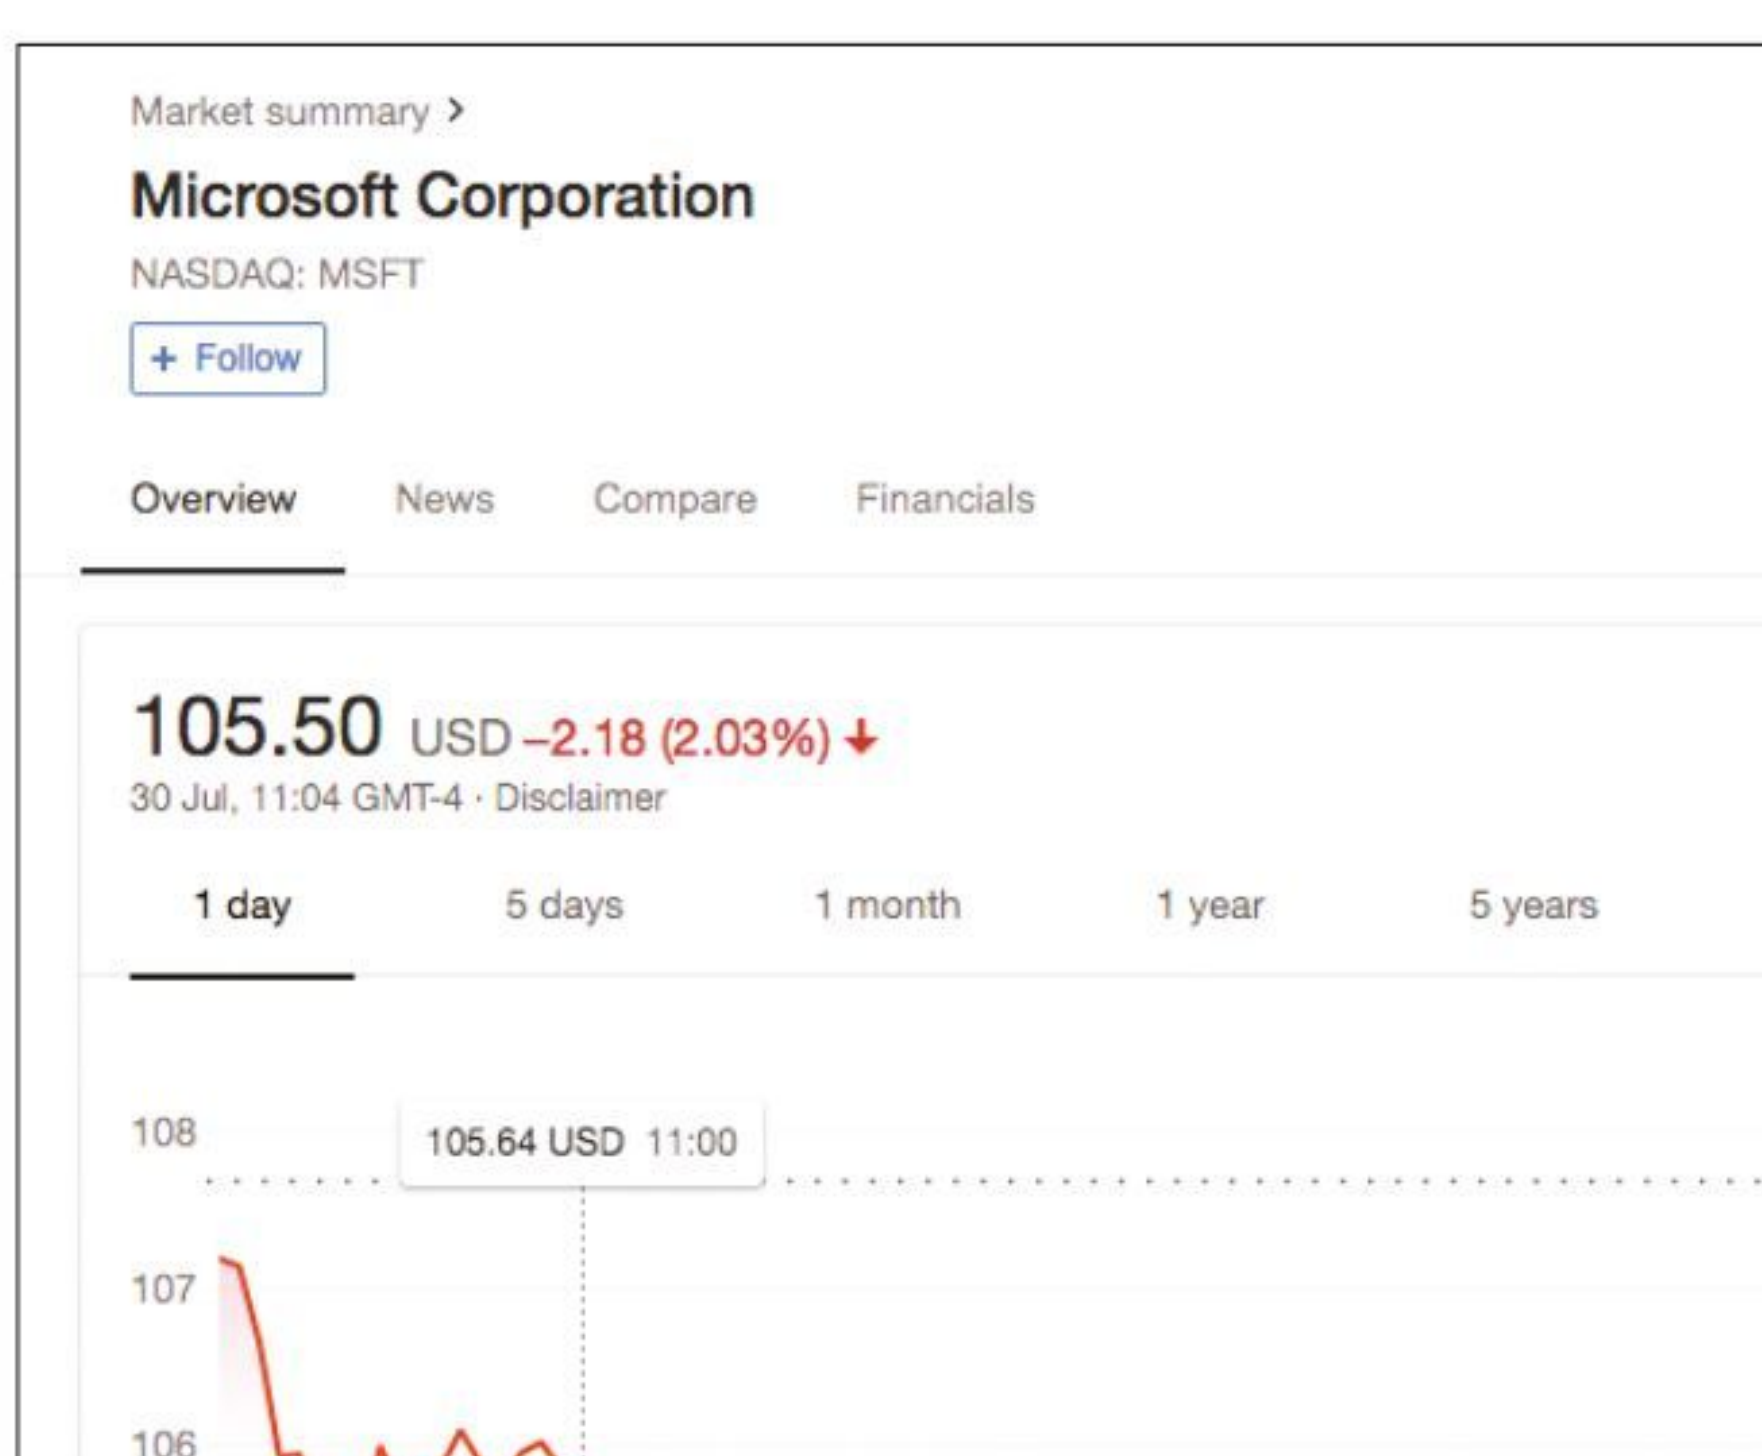 Market summary >
Microsoft Corporation
NASDAQ: MSFT
+ Follow
Overview News Compare Financials
105.50 USD –2.18 (2.03%) ↓
30 Jul, 11:04 GMT-4 · Disclaimer
1 day 5 days 1 month 1 year 5 years
108
105.64 USD 11:00
107
106